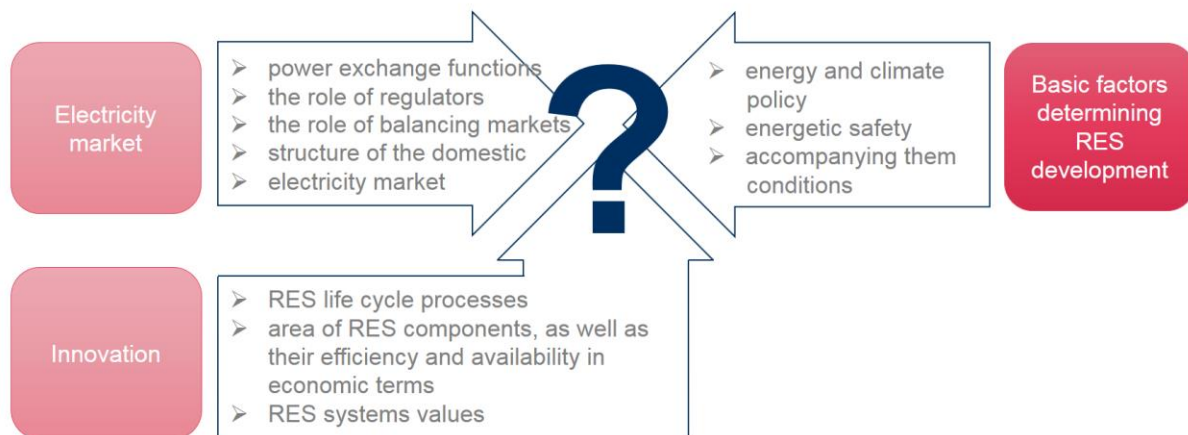 Electricity
market
➢ power exchange functions
➢ the role of regulators
➢ the role of balancing markets
➢ structure of the domestic
➢ electricity market
?
➢ energy and climate
policy
➢ energetic safety
➢ accompanying them
conditions
Basic factors
determining
RES
development
Innovation
➢ RES life cycle processes
➢ area of RES components, as well as
their efficiency and availability in
economic terms
➢ RES systems values